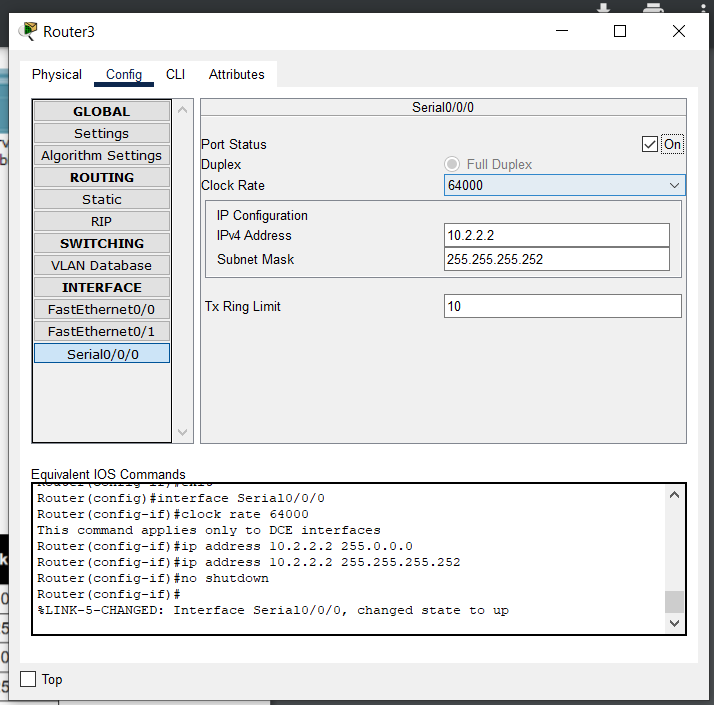 Router3
Physical Config CLI Attributes
GLOBAL
Settings
Algorithm Settings
ROUTING
Static
RIP
SWITCHING
VLAN Database
INTERFACE
FastEthernet0/0
FastEthernet0/1
Serial0/0/0
Serial0/0/0
Port Status On
Duplex Full Duplex
Clock Rate 64000
IP Configuration
IPv4 Address 10.2.2.2
Subnet Mask 255.255.255.252
Tx Ring Limit 10
Equivalent IOS Commands
Router(config-if)#exit
Router(config)#interface Serial0/0/0
Router(config-if)#clock rate 64000
This command applies only to DCE interfaces
Router(config-if)#ip address 10.2.2.2 255.0.0.0
Router(config-if)#ip address 10.2.2.2 255.255.255.252
Router(config-if)#no shutdown
Router(config-if)#
%LINK-5-CHANGED: Interface Serial0/0/0, changed state to up
Top